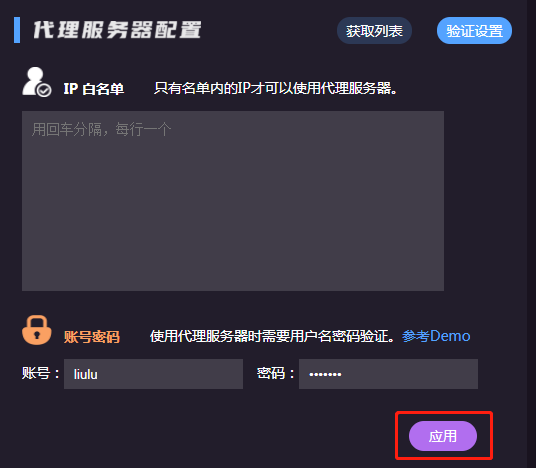 代理服务器配置 获取列表 验证设置
IP 白名单 只有名单内的IP才可以使用代理服务器。
用回车分隔，每行一个
账号密码 使用代理服务器时需要用户名密码验证。参考Demo
账号： liulu 密码： •••••••
应用